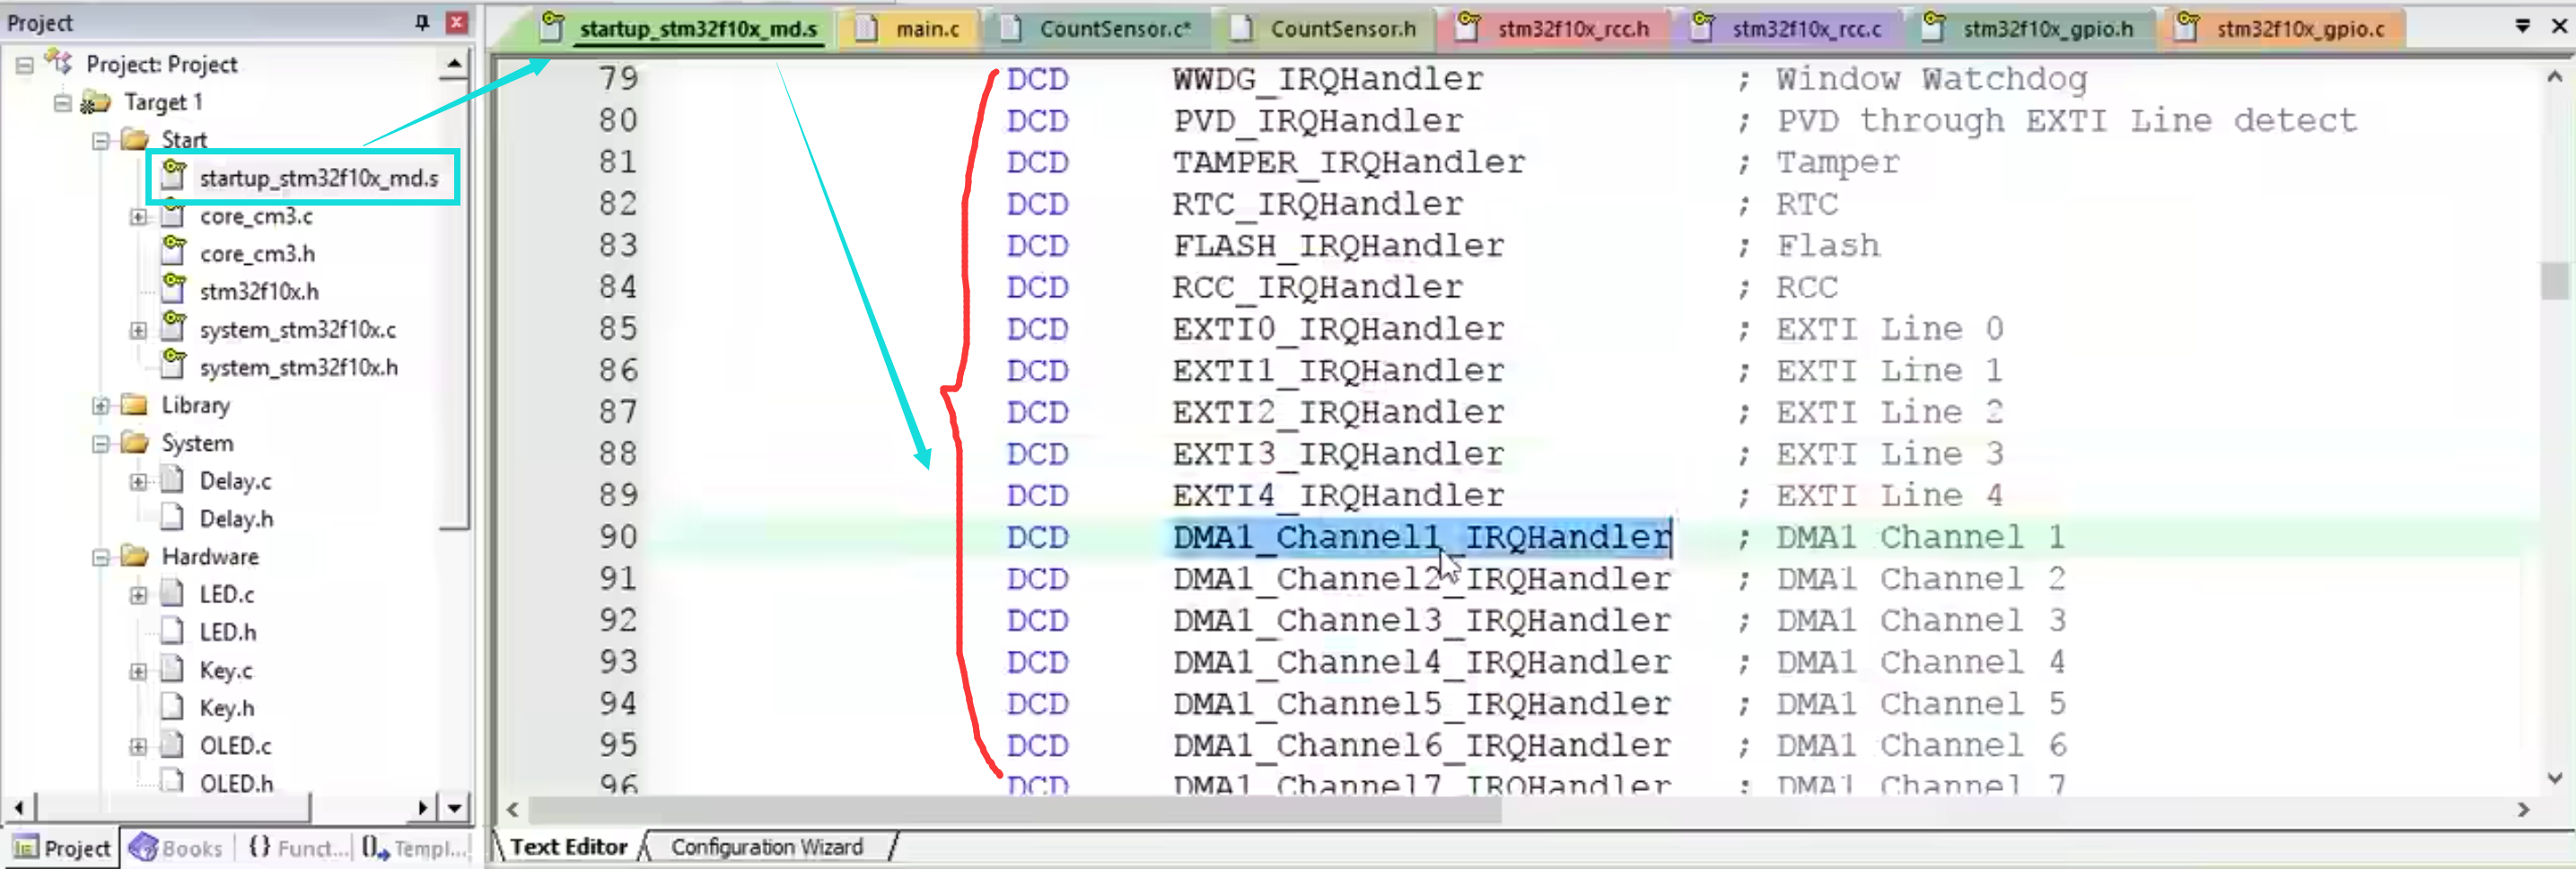 Project
Project: Project
Target 1
Start
startup_stm32f10x_md.s
core_cm3.c
core_cm3.h
stm32f10x.h
system_stm32f10x.c
system_stm32f10x.h
Library
System
Delay.c
Delay.h
Hardware
LED.c
LED.h
Key.c
Key.h
OLED.c
OLED.h
Project Books {} Funct... Templ...
startup_stm32f10x_md.s main.c CountSensor.c* CountSensor.h stm32f10x_rcc.h stm32f10x_rcc.c stm32f10x_gpio.h stm32f10x_gpio.c
79 DCD WWDG_IRQHandler ; Window Watchdog
80 DCD PVD_IRQHandler ; PVD through EXTI Line detect
81 DCD TAMPER_IRQHandler ; Tamper
82 DCD RTC_IRQHandler ; RTC
83 DCD FLASH_IRQHandler ; Flash
84 DCD RCC_IRQHandler ; RCC
85 DCD EXTI0_IRQHandler ; EXTI Line 0
86 DCD EXTI1_IRQHandler ; EXTI Line 1
87 DCD EXTI2_IRQHandler ; EXTI Line 2
88 DCD EXTI3_IRQHandler ; EXTI Line 3
89 DCD EXTI4_IRQHandler ; EXTI Line 4
90 DCD DMA1_Channel1_IRQHandler ; DMA1 Channel 1
91 DCD DMA1_Channel2_IRQHandler ; DMA1 Channel 2
92 DCD DMA1_Channel3_IRQHandler ; DMA1 Channel 3
93 DCD DMA1_Channel4_IRQHandler ; DMA1 Channel 4
94 DCD DMA1_Channel5_IRQHandler ; DMA1 Channel 5
95 DCD DMA1_Channel6_IRQHandler ; DMA1 Channel 6
96 DCD DMA1_Channel7_IRQHandler ; DMA1 Channel 7
Text Editor Configuration Wizard